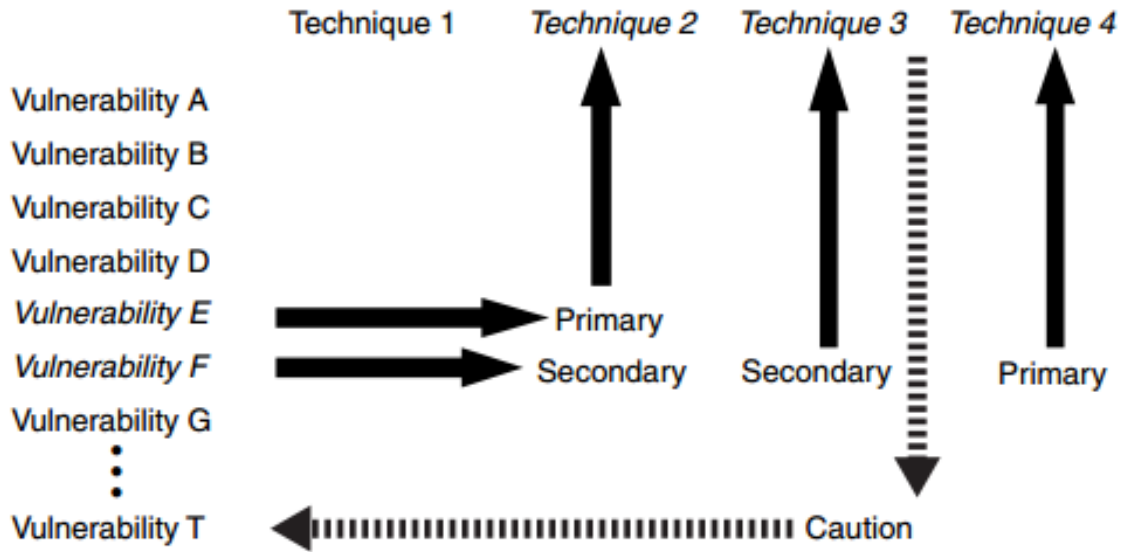 Technique 1 Technique 2 Technique 3 Technique 4
Vulnerability A
Vulnerability B
Vulnerability C
Vulnerability D
Vulnerability E Primary
Vulnerability F Secondary Secondary Primary
Vulnerability G
Vulnerability T Caution